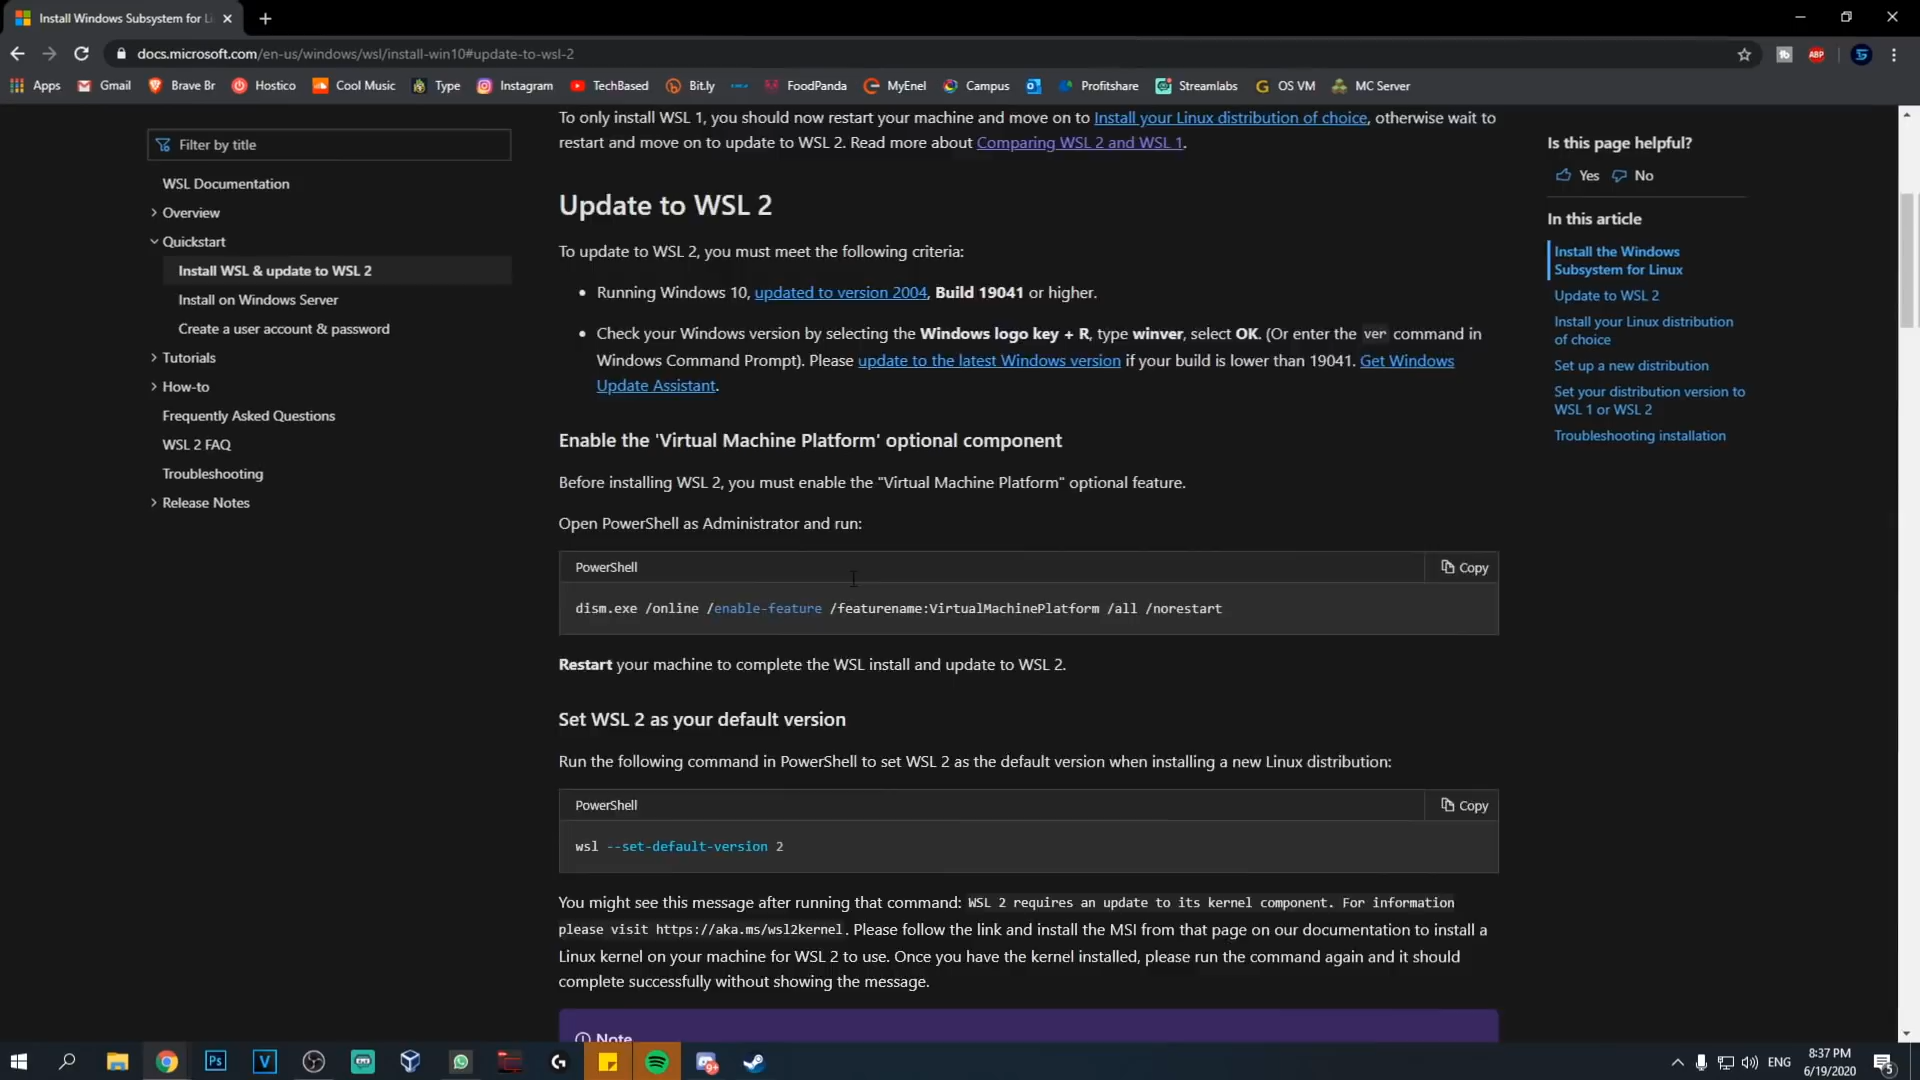 Install Windows Subsystem for Li
docs.microsoft.com/en-us/windows/wsl/install-win10#update-to-wsl-2
ABP
Apps
Gmail
Brave Br
Hostico
Cool Music
Type
Instagram
TechBased
Bit.ly
FoodPanda
MyEnel
Campus
Profitshare
Streamlabs
OS VM
MC Server
Filter by title
WSL Documentation
Overview
Quickstart
Install WSL & update to WSL 2
Install on Windows Server
Create a user account & password
Tutorials
How-to
Frequently Asked Questions
WSL 2 FAQ
Troubleshooting
Release Notes
To only install WSL 1, you should now restart your machine and move on to Install your Linux distribution of choice, otherwise wait to
restart and move on to update to WSL 2. Read more about Comparing WSL 2 and WSL 1.
Update to WSL 2
To update to WSL 2, you must meet the following criteria:
• Running Windows 10, updated to version 2004, Build 19041 or higher.
• Check your Windows version by selecting the Windows logo key + R, type winver, select OK. (Or enter the ver command in
Windows Command Prompt). Please update to the latest Windows version if your build is lower than 19041. Get Windows
Update Assistant.
Enable the 'Virtual Machine Platform' optional component
Before installing WSL 2, you must enable the "Virtual Machine Platform" optional feature.
Open PowerShell as Administrator and run:
PowerShell
Copy
dism.exe /online /enable-feature /featurename:VirtualMachinePlatform /all /norestart
Restart your machine to complete the WSL install and update to WSL 2.
Set WSL 2 as your default version
Run the following command in PowerShell to set WSL 2 as the default version when installing a new Linux distribution:
PowerShell
Copy
wsl --set-default-version 2
You might see this message after running that command: WSL 2 requires an update to its kernel component. For information
please visit https://aka.ms/wsl2kernel. Please follow the link and install the MSI from that page on our documentation to install a
Linux kernel on your machine for WSL 2 to use. Once you have the kernel installed, please run the command again and it should
complete successfully without showing the message.
Note
Is this page helpful?
Yes
No
In this article
Install the Windows
Subsystem for Linux
Update to WSL 2
Install your Linux distribution
of choice
Set up a new distribution
Set your distribution version to
WSL 1 or WSL 2
Troubleshooting installation
Ps
V
ENG
8:37 PM
6/19/2020
5